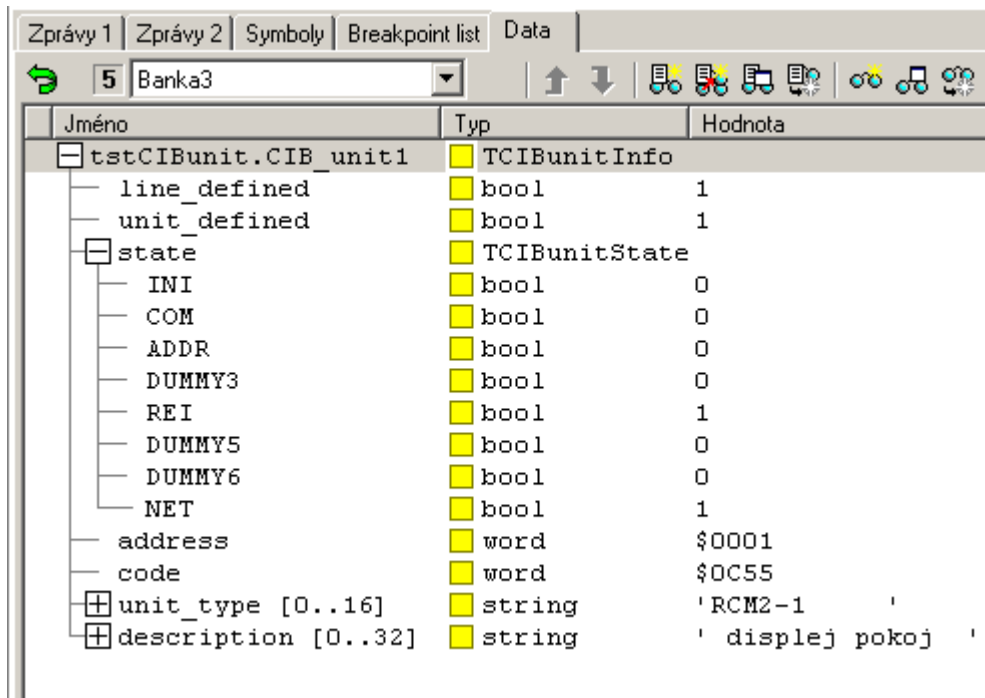 Zprávy 1 Zprávy 2 Symboly Breakpoint list Data
5 Banka3
Jméno Typ Hodnota
tstCIBunit.CIB_unit1 TCIBunitInfo
line_defined bool 1
unit_defined bool 1
state TCIBunitState
INI bool 0
COM bool 0
ADDR bool 0
DUMMY3 bool 0
REI bool 1
DUMMY5 bool 0
DUMMY6 bool 0
NET bool 1
address word $0001
code word $0C55
unit_type [0..16] string 'RCM2-1 '
description [0..32] string ' displej pokoj '